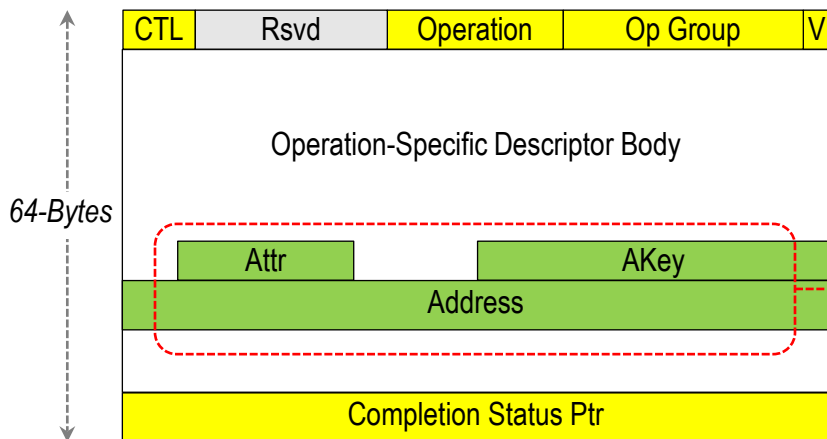 CTL Rsvd Operation Op Group V
Operation-Specific Descriptor Body
64-Bytes
Attr AKey
Address
Completion Status Ptr